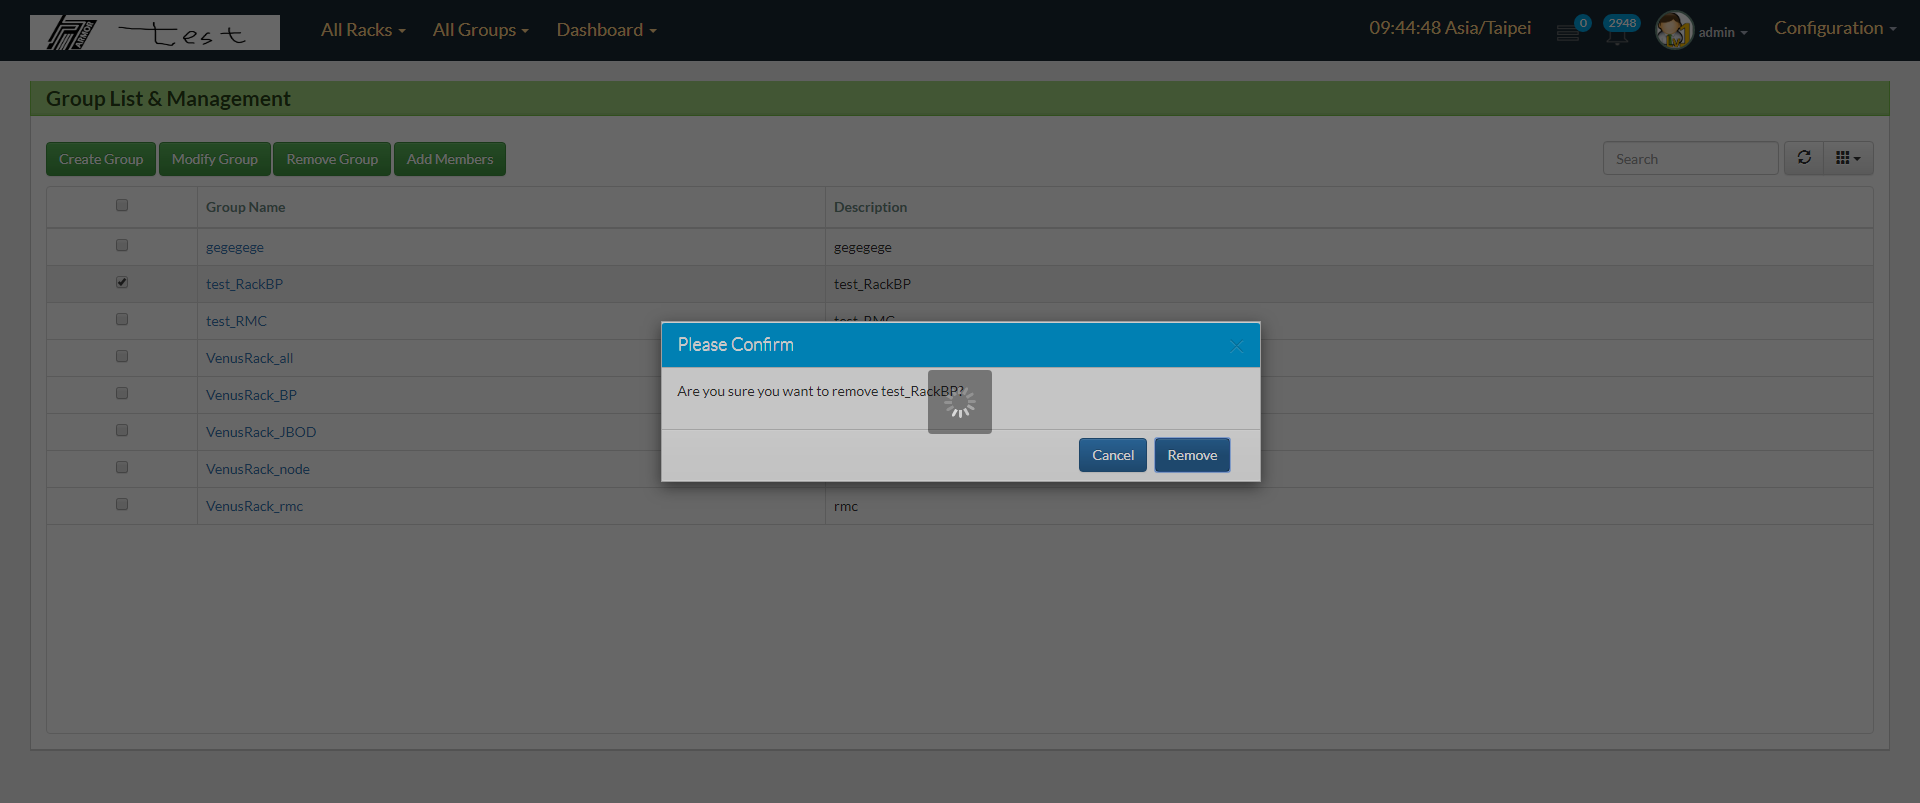 ARMOR test All Racks All Groups Dashboard 09:44:48 Asia/Taipei 0 2948 admin Configuration
Group List & Management
Create Group Modify Group Remove Group Add Members Search
Group Name Description
gegegege gegegege
test_RackBP test_RackBP
test_RMC test_RMC
VenusRack_all
VenusRack_BP
VenusRack_JBOD
VenusRack_node
VenusRack_rmc rmc
Please Confirm
Are you sure you want to remove test_RackBP?
Cancel Remove